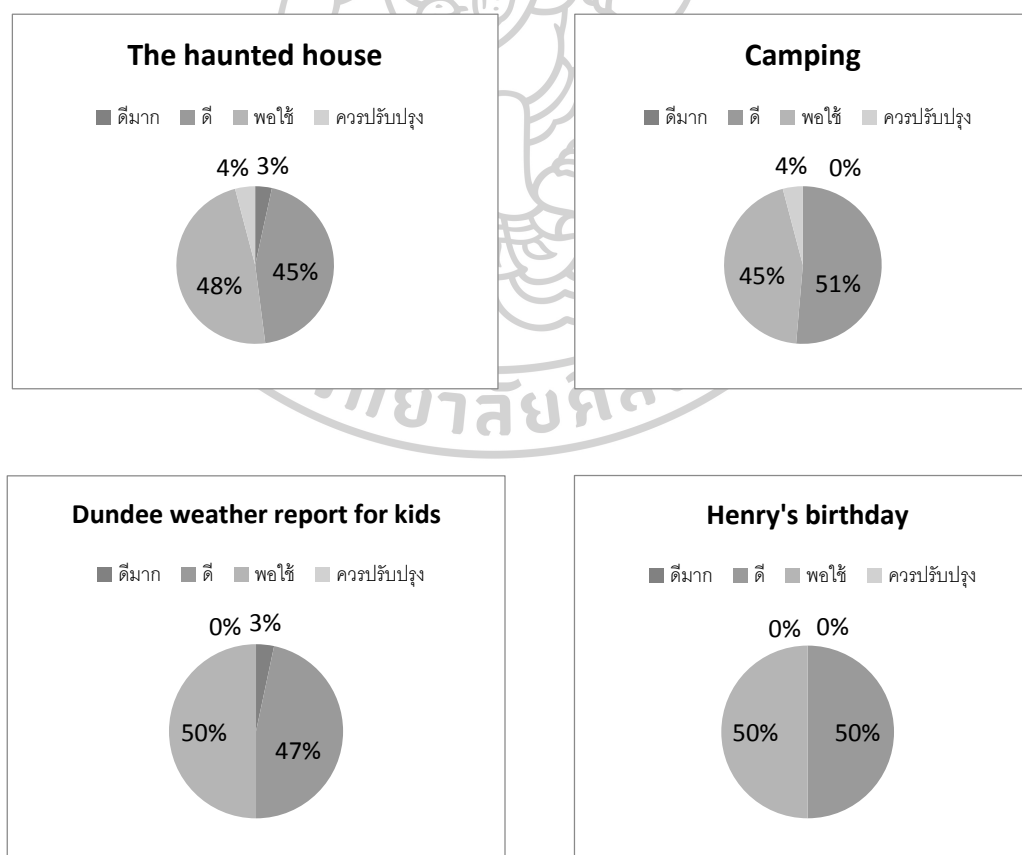 The haunted house
ดีมาก ดี พอใช้ ควรปรับปรุง
4% 3%
48% 45%
Camping
ดีมาก ดี พอใช้ ควรปรับปรุง
4% 0%
45% 51%
Dundee weather report for kids
ดีมาก ดี พอใช้ ควรปรับปรุง
0% 3%
50% 47%
Henry's birthday
ดีมาก ดี พอใช้ ควรปรับปรุง
0% 0%
50% 50%